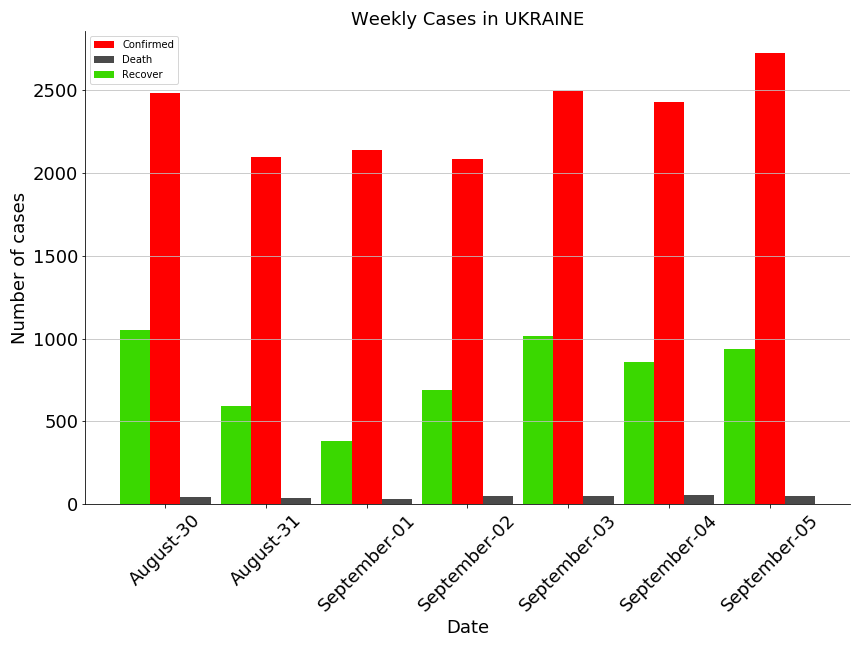 Weekly Cases in UKRAINE
Confirmed
Death
Recover
Number of cases
2500
2000
1500
1000
500
0
August-30
August-31
September-01
September-02
September-03
September-04
September-05
Date